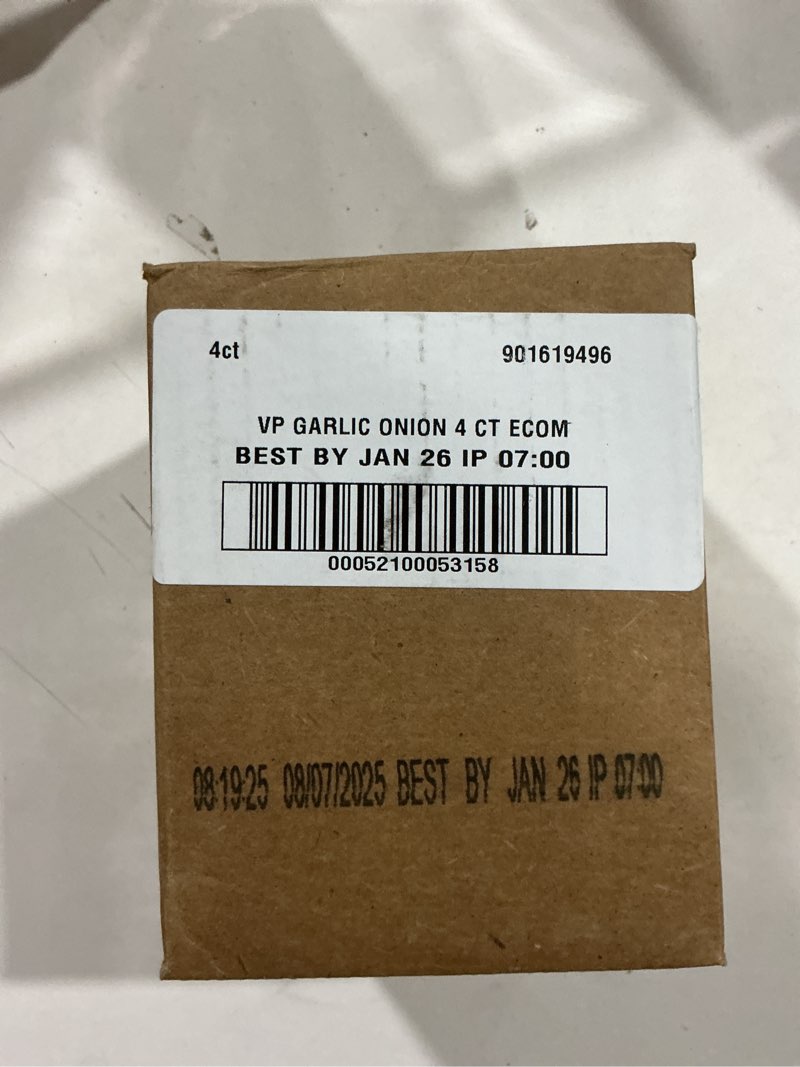 4ct 901619496
VP GARLIC ONION 4 CT ECOM
BEST BY JAN 26 IP 07:00
00052100053158
08:19:25 08/07/2025 BEST BY JAN 26 IP 07:00